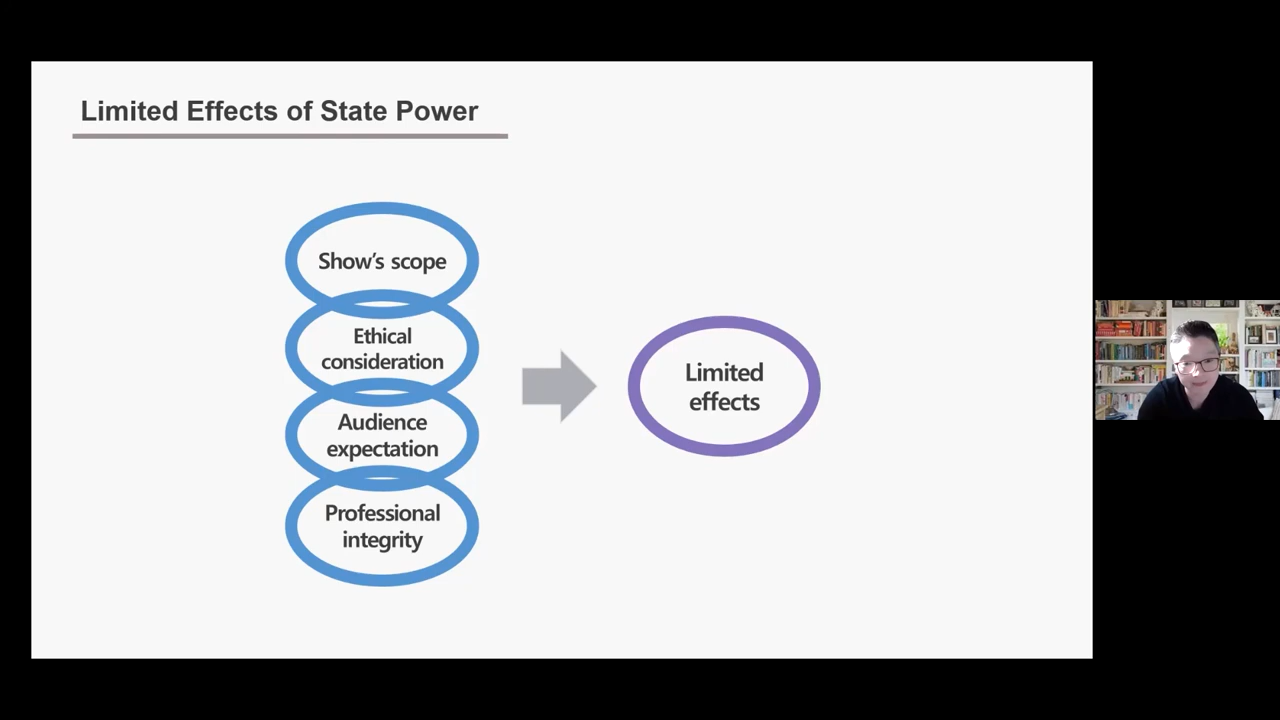 Limited Effects of State Power
Show's scope
Ethical
consideration
Audience
expectation
Professional
integrity
Limited
effects